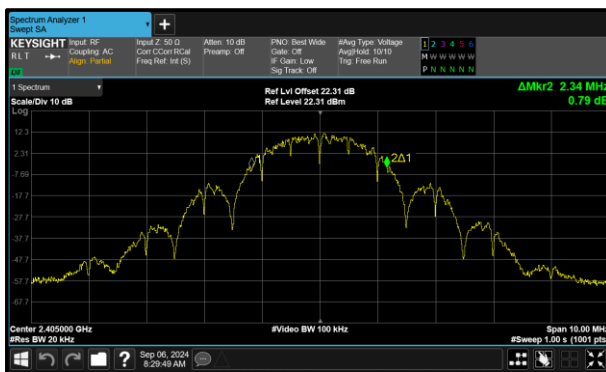 Spectrum Analyzer 1
Swept SA
KEYSIGHT
RLT
Input: RF
Coupling: AC
Align: Partial
Input Z: 50 Ω
Corr CCorr RCal
Freq Ref: Int (S)
Atten: 10 dB
Preamp: Off
PNO: Best Wide
Gate: Off
IF Gain: Low
Sig Track: Off
#Avg Type: Voltage
Avg|Hold: 10/10
Trig: Free Run
1 2 3 4 5 6
M W W W W W
P N N N N N
1 Spectrum
Scale/Div 10 dB
Log
Ref Lvl Offset 22.31 dB
Ref Level 22.31 dBm
ΔMkr2 2.34 MHz
0.79 dB
12.3
2.31
-7.69
-17.7
-27.7
-37.7
-47.7
-57.7
-67.7
2Δ1
Center 2.405000 GHz
#Res BW 20 kHz
#Video BW 100 kHz
Span 10.00 MHz
#Sweep 1.00 s (1001 pts)
Sep 06, 2024
8:29:49 AM